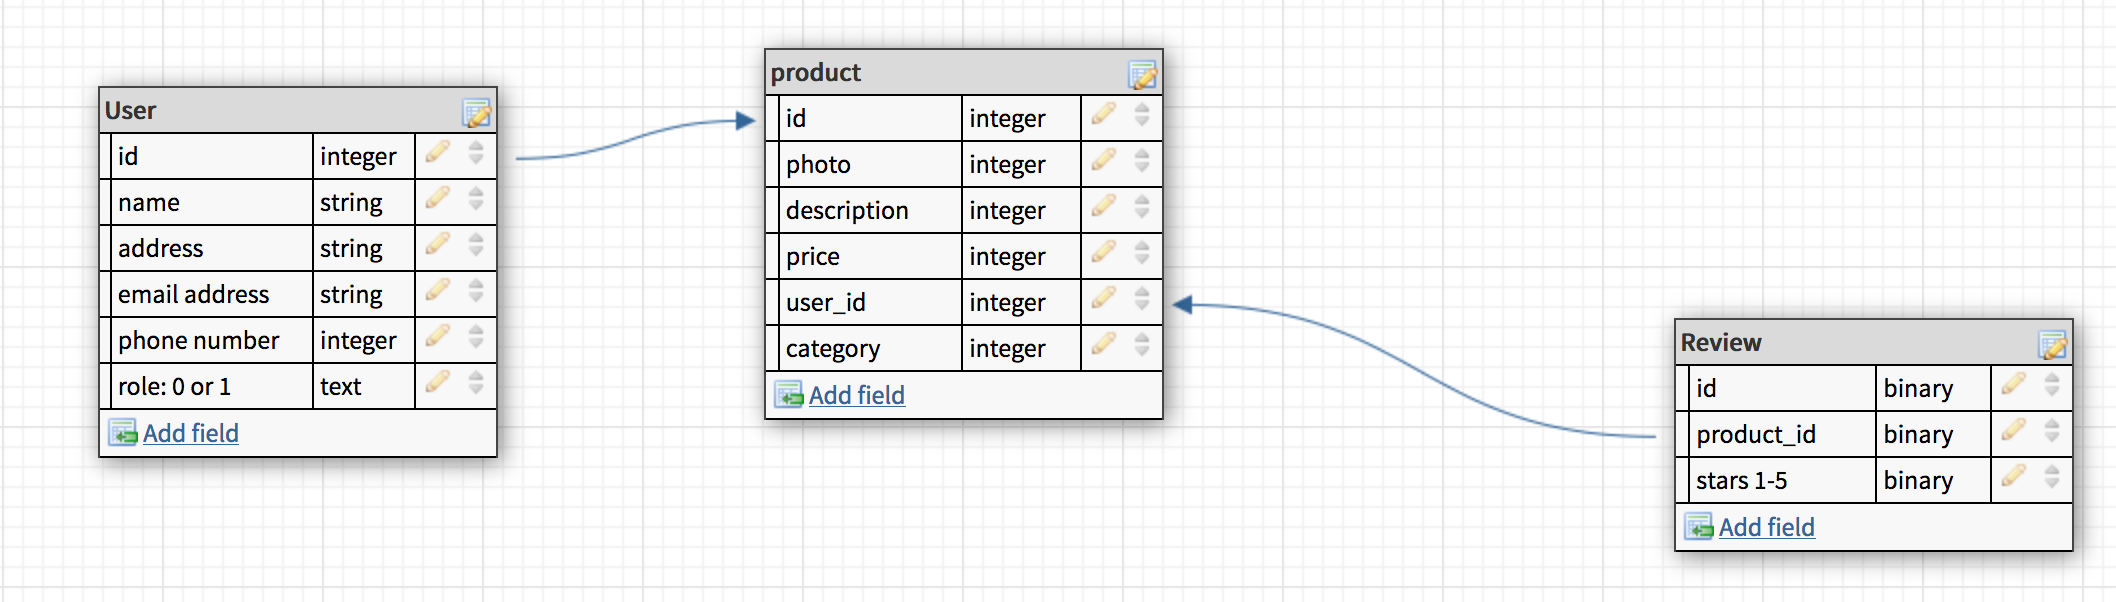 User
id integer
name string
address string
email address string
phone number integer
role: 0 or 1 text
Add field
product
id integer
photo integer
description integer
price integer
user_id integer
category integer
Add field
Review
id binary
product_id binary
stars 1-5 binary
Add field